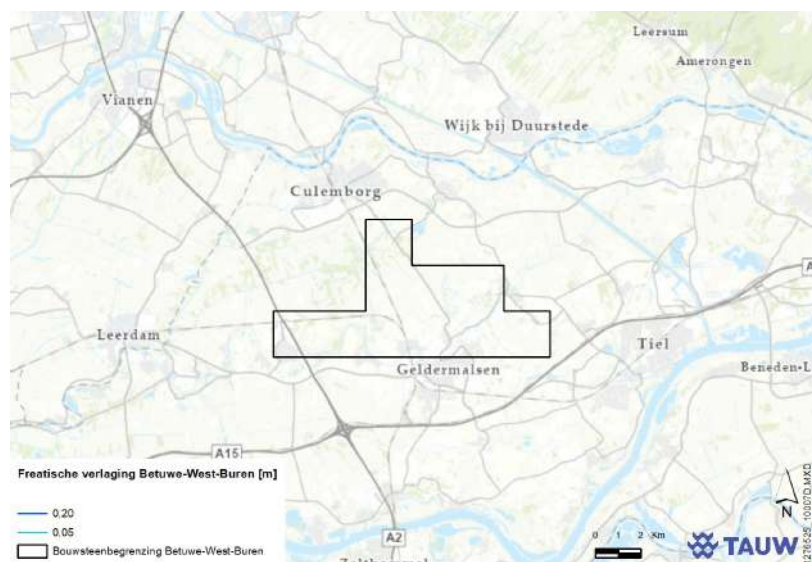 Leersum
Amerongen
Vianen
Wijk bij Duurstede
Culemborg
A
Leerdam
Tiel
Geldermalsen
Beneden-L
A15
Freatische verlaging Betuwe-West-Buren [m]
0,20
0,05
Bouwsteenbegrenzing Betuwe-West-Buren
A2
N
0 1 2 Km
TAUW